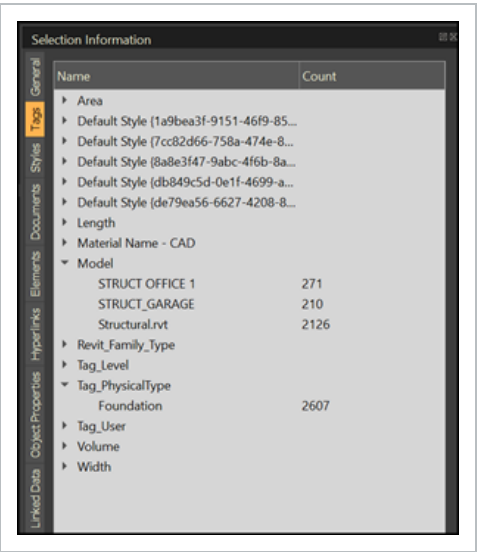 Selection Information
General
Tags
Styles
Documents
Elements
Hyperlinks
Object Properties
Linked Data
Name Count
Area
Default Style (1a9bea3f-9151-46f9-85...
Default Style (7cc82d66-758a-474e-8...
Default Style (8a8e3f47-9abc-4f6b-8a...
Default Style (db849c5d-0e1f-4699-a...
Default Style (de79ea56-6627-4208-8...
Length
Material Name - CAD
Model
STRUCT OFFICE 1 271
STRUCT_GARAGE 210
Structural.rvt 2126
Revit_Family_Type
Tag_Level
Tag_PhysicalType
Foundation 2607
Tag_User
Volume
Width